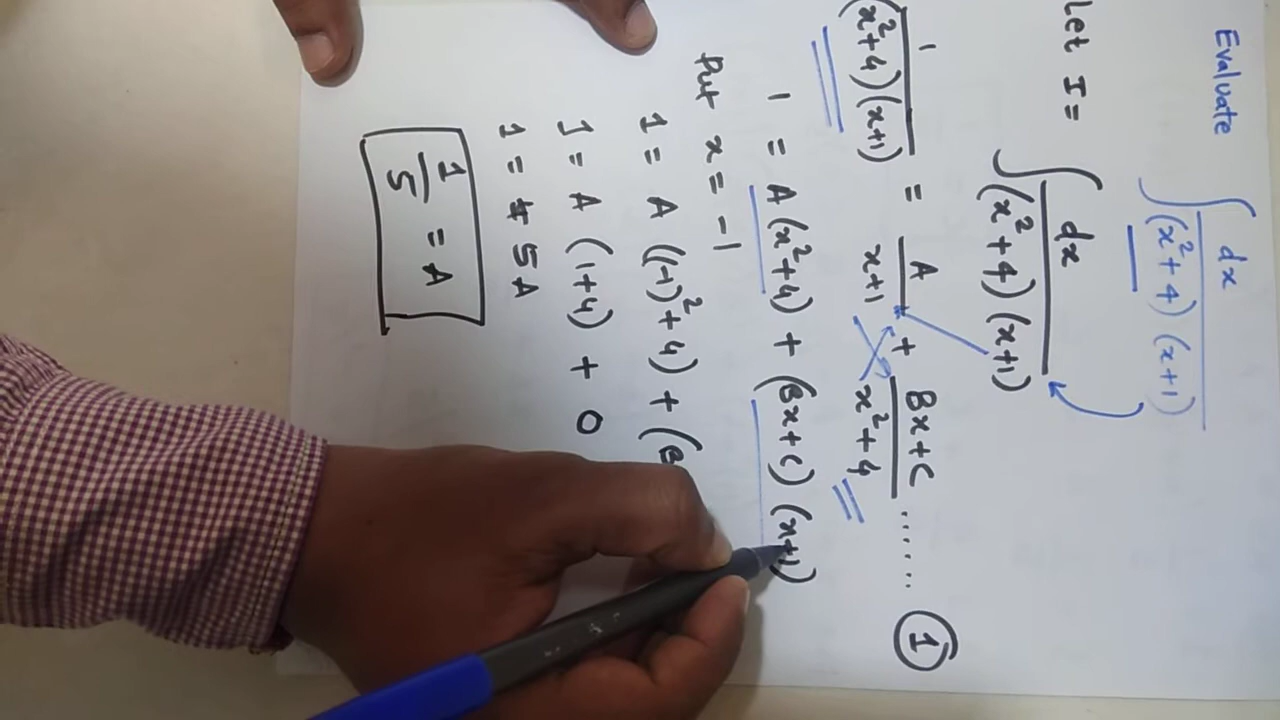 Evaluate ∫ dx / (x²+4) (x+1)
Let I = ∫ dx / (x²+4) (x+1)
1 / (x²+4)(x+1) = A / x+1 + Bx+C / x²+4 ....... ①
1 = A (x²+4) + (Bx+C) (x+1)
Put x = -1
1 = A ((-1)²+4) + (B
1 = A (1+4) + 0
1 = 5A
1/5 = A